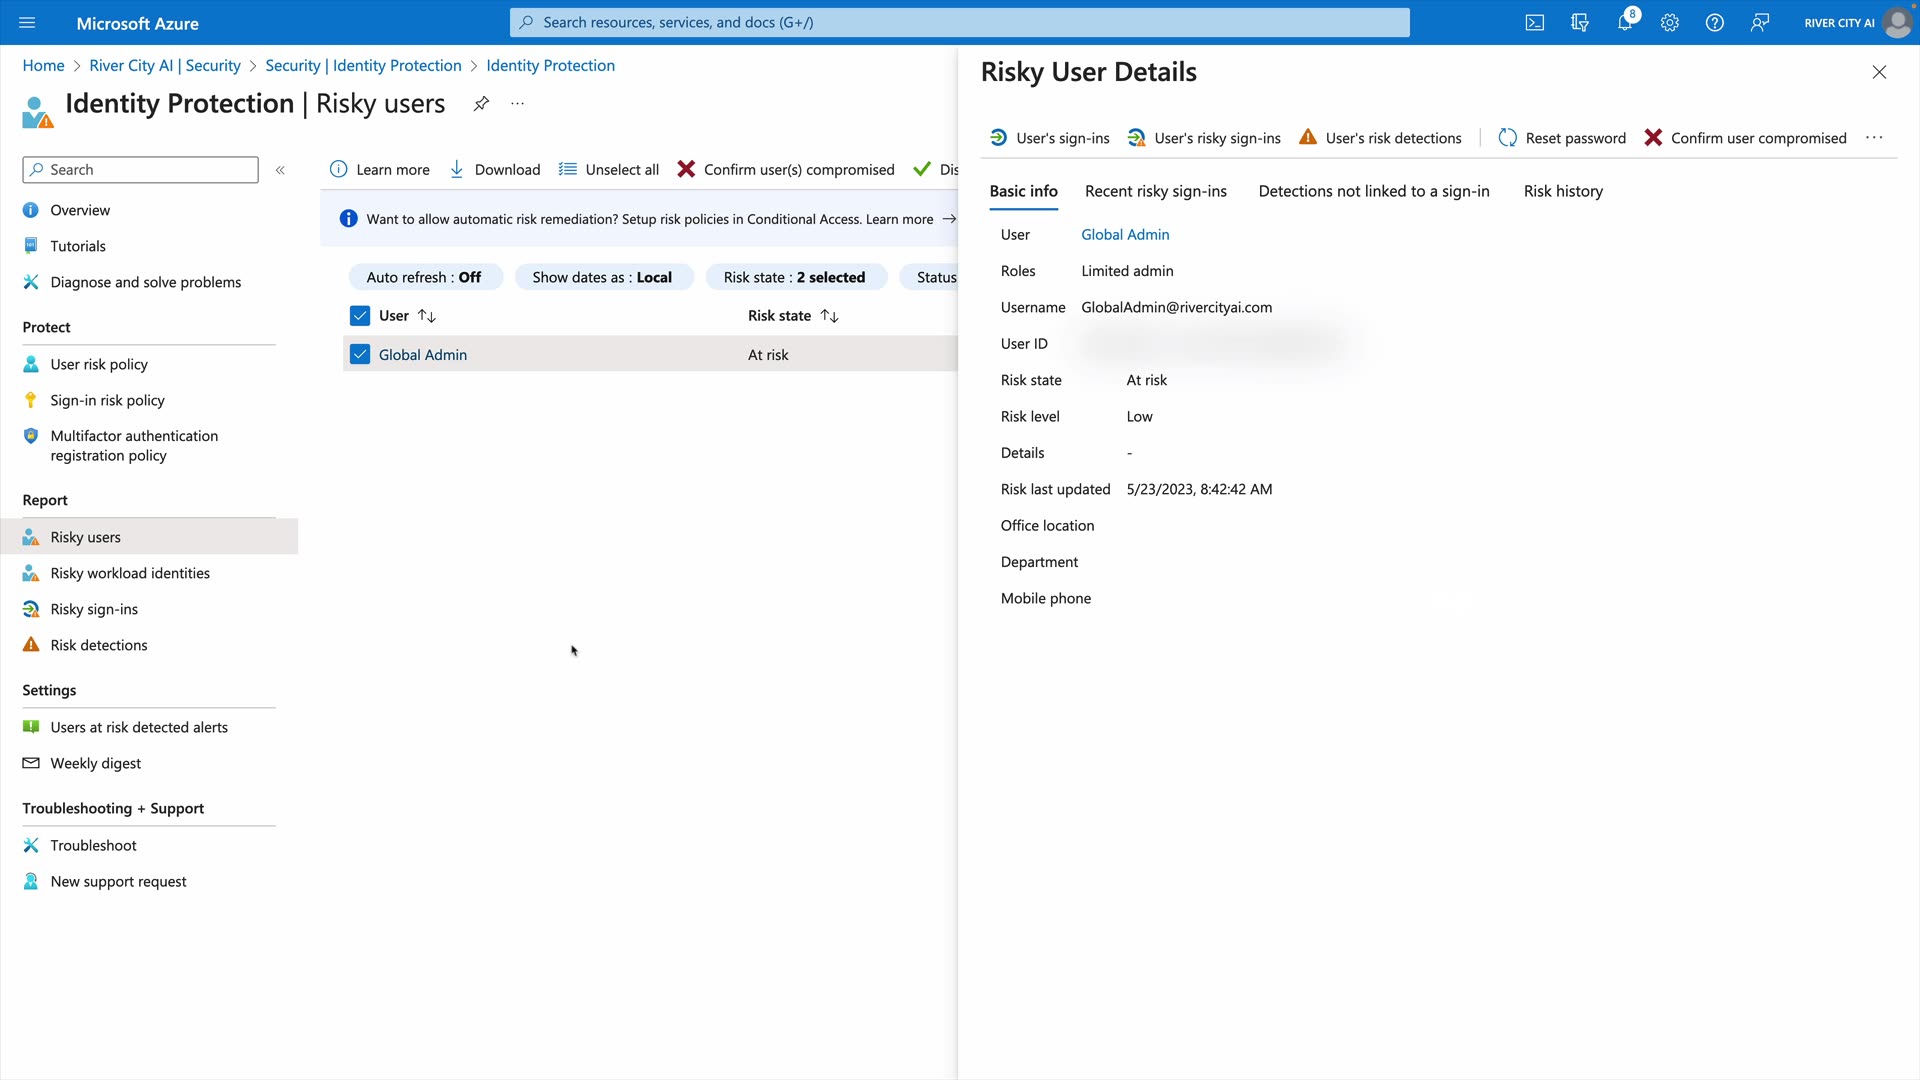 Microsoft Azure
Search resources, services, and docs (G+/)
8
RIVER CITY AI
Home > River City AI | Security > Security | Identity Protection > Identity Protection
Identity Protection | Risky users
Search
Overview
Tutorials
Diagnose and solve problems
Protect
User risk policy
Sign-in risk policy
Multifactor authentication
registration policy
Report
Risky users
Risky workload identities
Risky sign-ins
Risk detections
Settings
Users at risk detected alerts
Weekly digest
Troubleshooting + Support
Troubleshoot
New support request
Learn more Download Unselect all Confirm user(s) compromised Dis
Want to allow automatic risk remediation? Setup risk policies in Conditional Access. Learn more →
Auto refresh : Off Show dates as : Local Risk state : 2 selected Status
User Risk state
Global Admin At risk
Risky User Details
User's sign-ins User's risky sign-ins User's risk detections Reset password Confirm user compromised
Basic info Recent risky sign-ins Detections not linked to a sign-in Risk history
User Global Admin
Roles Limited admin
Username GlobalAdmin@rivercityai.com
User ID
Risk state At risk
Risk level Low
Details -
Risk last updated 5/23/2023, 8:42:42 AM
Office location
Department
Mobile phone